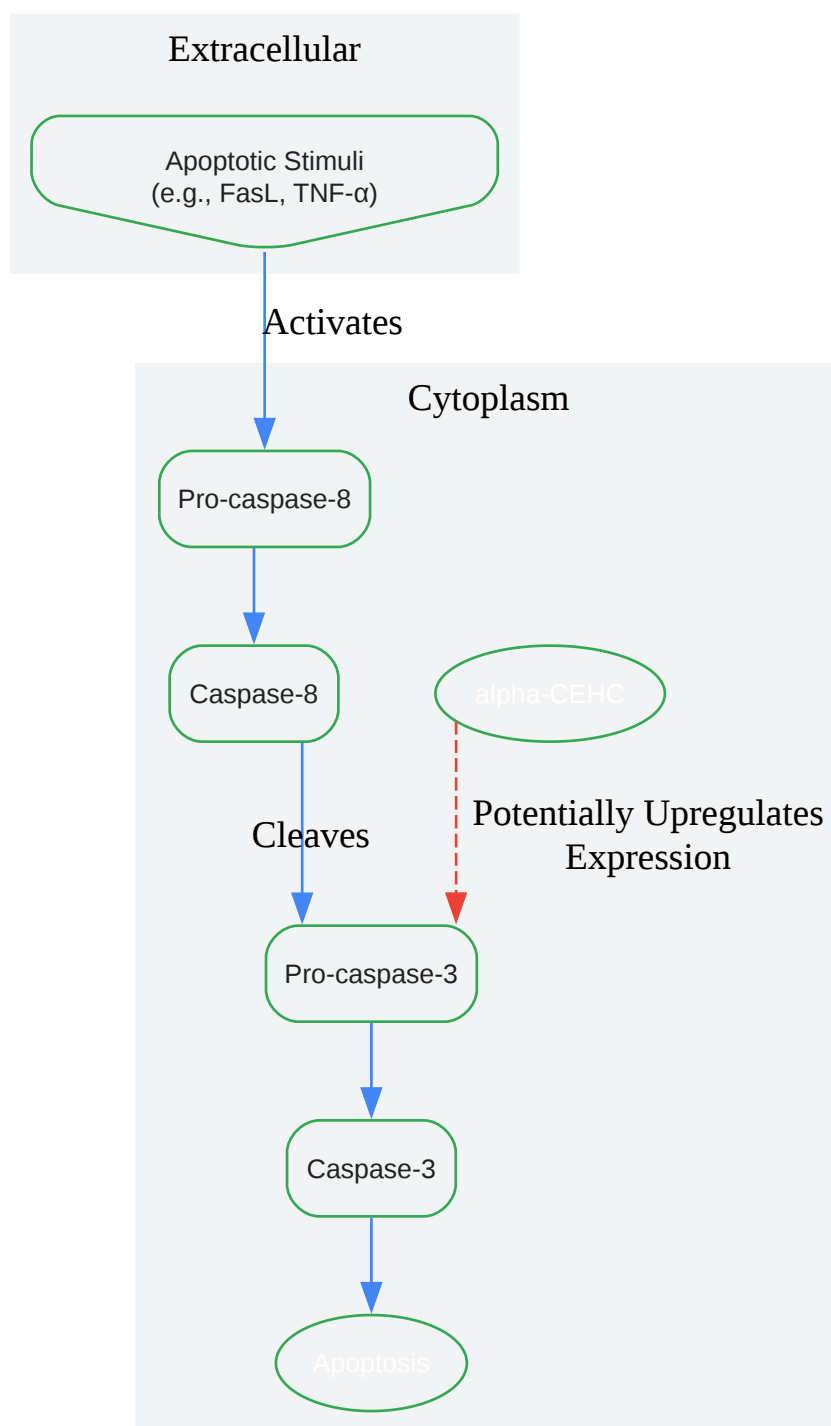 Extracellular
Apoptotic Stimuli
(e.g., FasL, TNF-α)
Activates
Cytoplasm
Pro-caspase-8
Caspase-8
alpha-CEHC
Cleaves
Potentially Upregulates
Expression
Pro-caspase-3
Caspase-3
Apoptosis